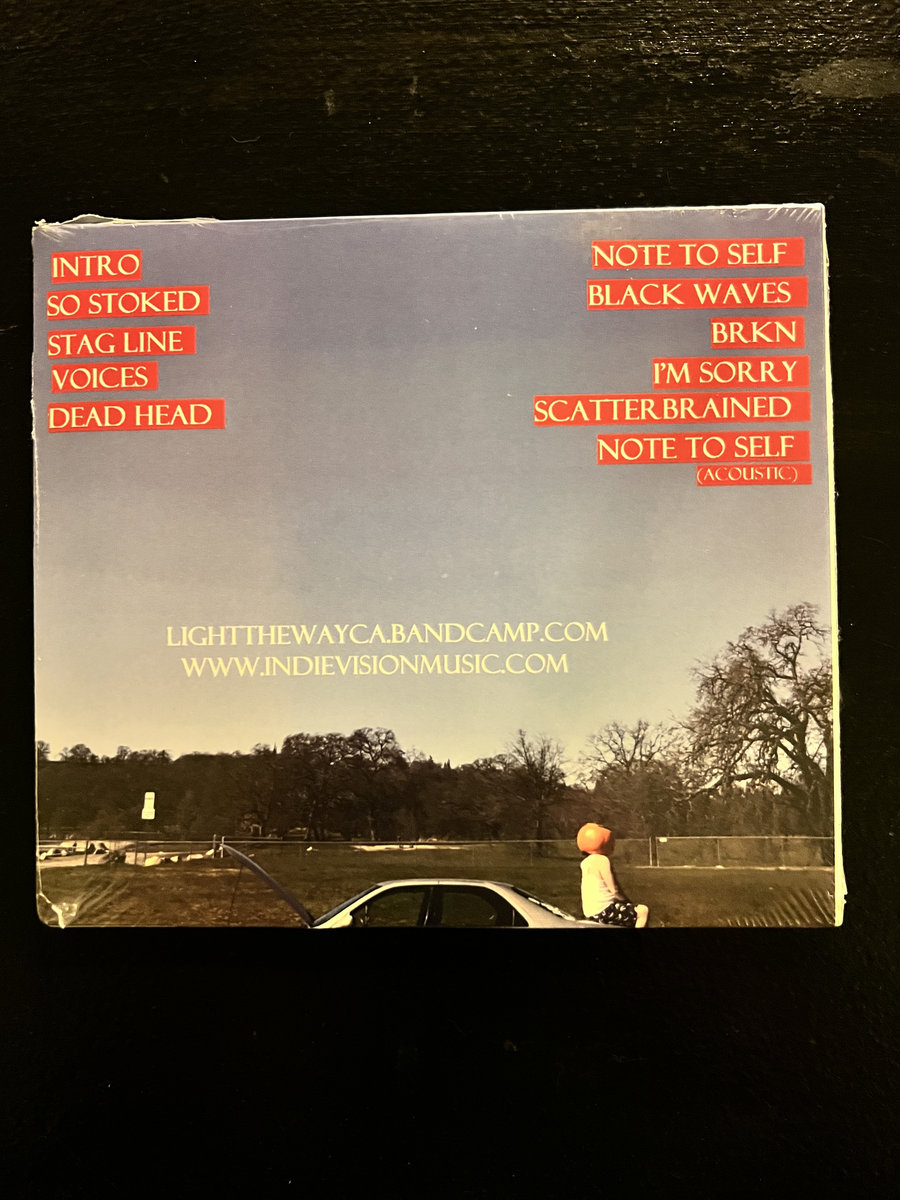 INTRO
SO STOKED
STAG LINE
VOICES
DEAD HEAD
NOTE TO SELF
BLACK WAVES
BRKN
I'M SORRY
SCATTERBRAINED
NOTE TO SELF
(ACOUSTIC)
LIGHTTHEWAYCA.BANDCAMP.COM
WWW.INDIEVISIONMUSIC.COM